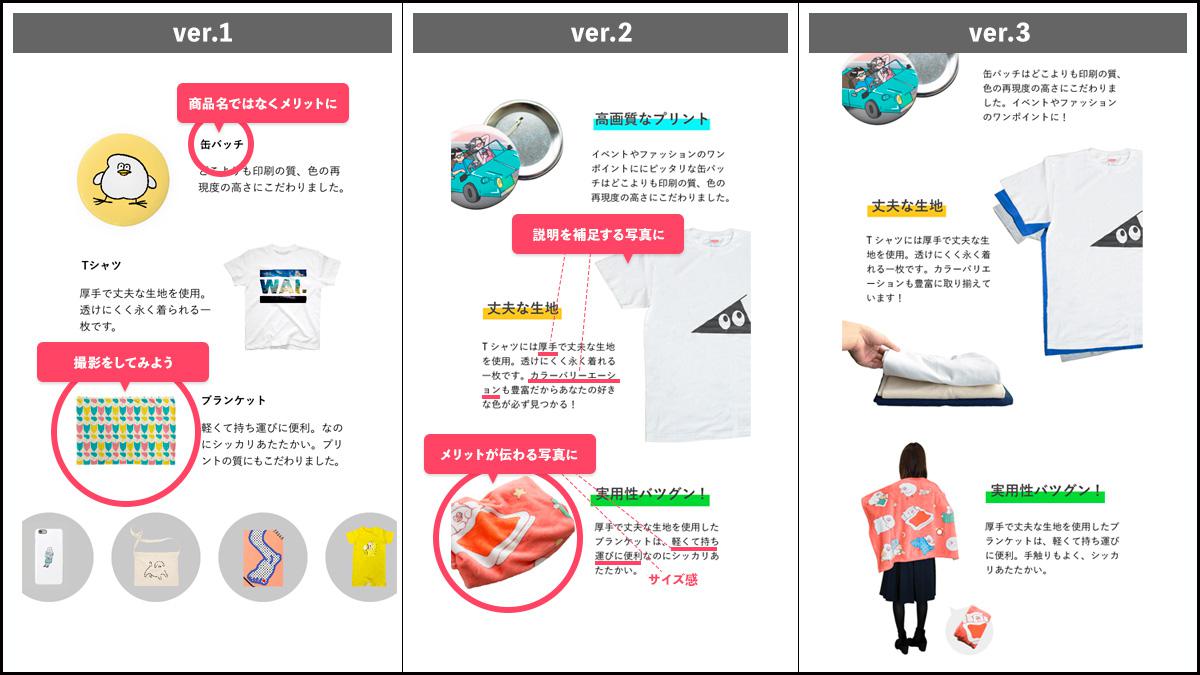 ver.1
商品名ではなくメリットに
缶バッチ
どこよりも印刷の質、色の再
現度の高さにこだわりました。
Tシャツ
厚手で丈夫な生地を使用。
透けにくく永く着られる一
枚です。
WAI.
撮影をしてみよう
ブランケット
軽くて持ち運びに便利。なの
にシッカリあたたかい。プリ
ントの質にもこだわりました。
ver.2
高画質なプリント
イベントやファッションのワン
ポイントにピッタリな缶バッ
チはどこよりも印刷の質、色の
再現度の高さにこだわりました。
説明を補足する写真に
丈夫な生地
Tシャツには厚手で丈夫な生地
を使用。透けにくく永く着れる
一枚です。カラーバリーエーシ
ョンも豊富だからあなたの好き
な色が必ず見つかる！
メリットが伝わる写真に
実用性バツグン！
厚手で丈夫な生地を使用した
ブランケットは、軽くて持ち
運びに便利なのにシッカリあ
たたかい。
サイズ感
ver.3
缶バッチはどこよりも印刷の質、
色の再現度の高さにこだわりま
した。イベントやファッション
のワンポイントに！
丈夫な生地
Tシャツには厚手で丈夫な生
地を使用。透けにくく永く着
れる一枚です。カラーバリエ
ーションも豊富に取り揃えて
います！
実用性バツグン！
厚手で丈夫な生地を使用したブ
ランケットは、軽くて持ち運び
に便利。手触りもよく、シッカ
リあたたかい。